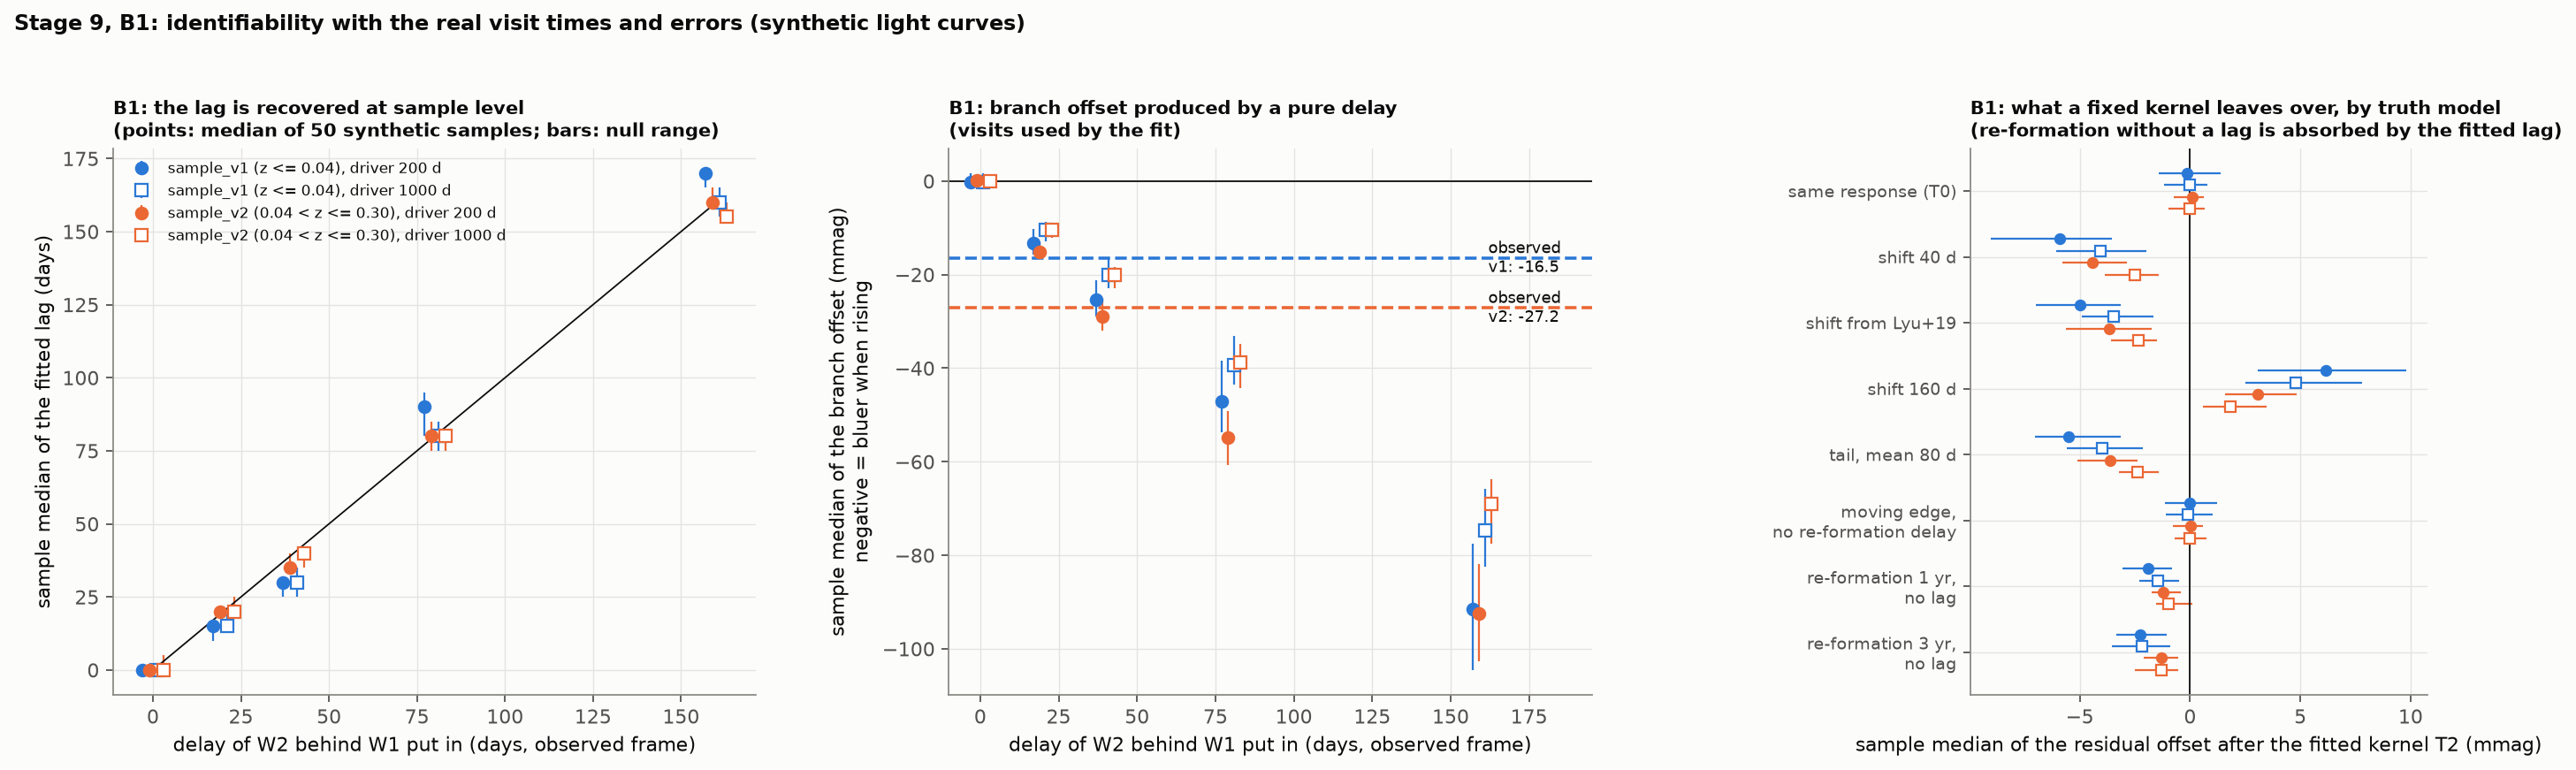 Stage 9, B1: identifiability with the real visit times and errors (synthetic light curves)
B1: the lag is recovered at sample level
(points: median of 50 synthetic samples; bars: null range)
sample median of the fitted lag (days)
175
150
125
100
75
50
25
0
sample_v1 (z <= 0.04), driver 200 d
sample_v1 (z <= 0.04), driver 1000 d
sample_v2 (0.04 < z <= 0.30), driver 200 d
sample_v2 (0.04 < z <= 0.30), driver 1000 d
0 25 50 75 100 125 150
delay of W2 behind W1 put in (days, observed frame)
B1: branch offset produced by a pure delay
(visits used by the fit)
sample median of the branch offset (mmag)
negative = bluer when rising
0
−20
−40
−60
−80
−100
observed
v1: -16.5
observed
v2: -27.2
0 25 50 75 100 125 150 175
delay of W2 behind W1 put in (days, observed frame)
B1: what a fixed kernel leaves over, by truth model
(re-formation without a lag is absorbed by the fitted lag)
same response (T0)
shift 40 d
shift from Lyu+19
shift 160 d
tail, mean 80 d
moving edge,
no re-formation delay
re-formation 1 yr,
no lag
re-formation 3 yr,
no lag
−5 0 5 10
sample median of the residual offset after the fitted kernel T2 (mmag)